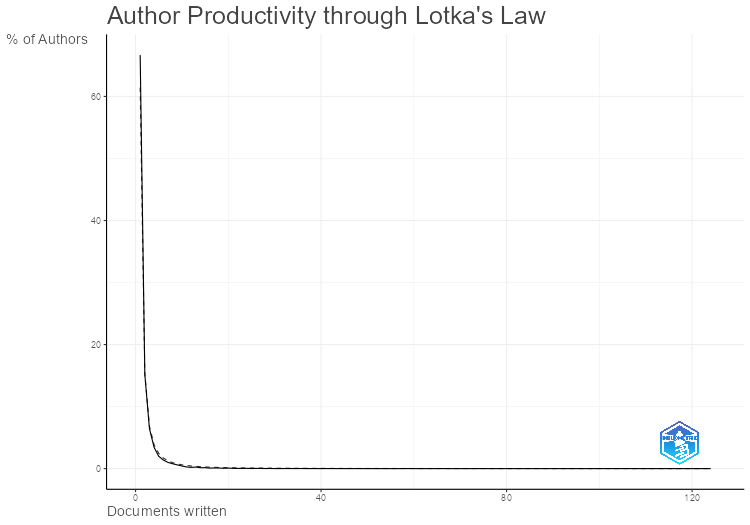 Author Productivity through Lotka's Law
% of Authors
60
40
20
0
0 40 80 120
Documents written